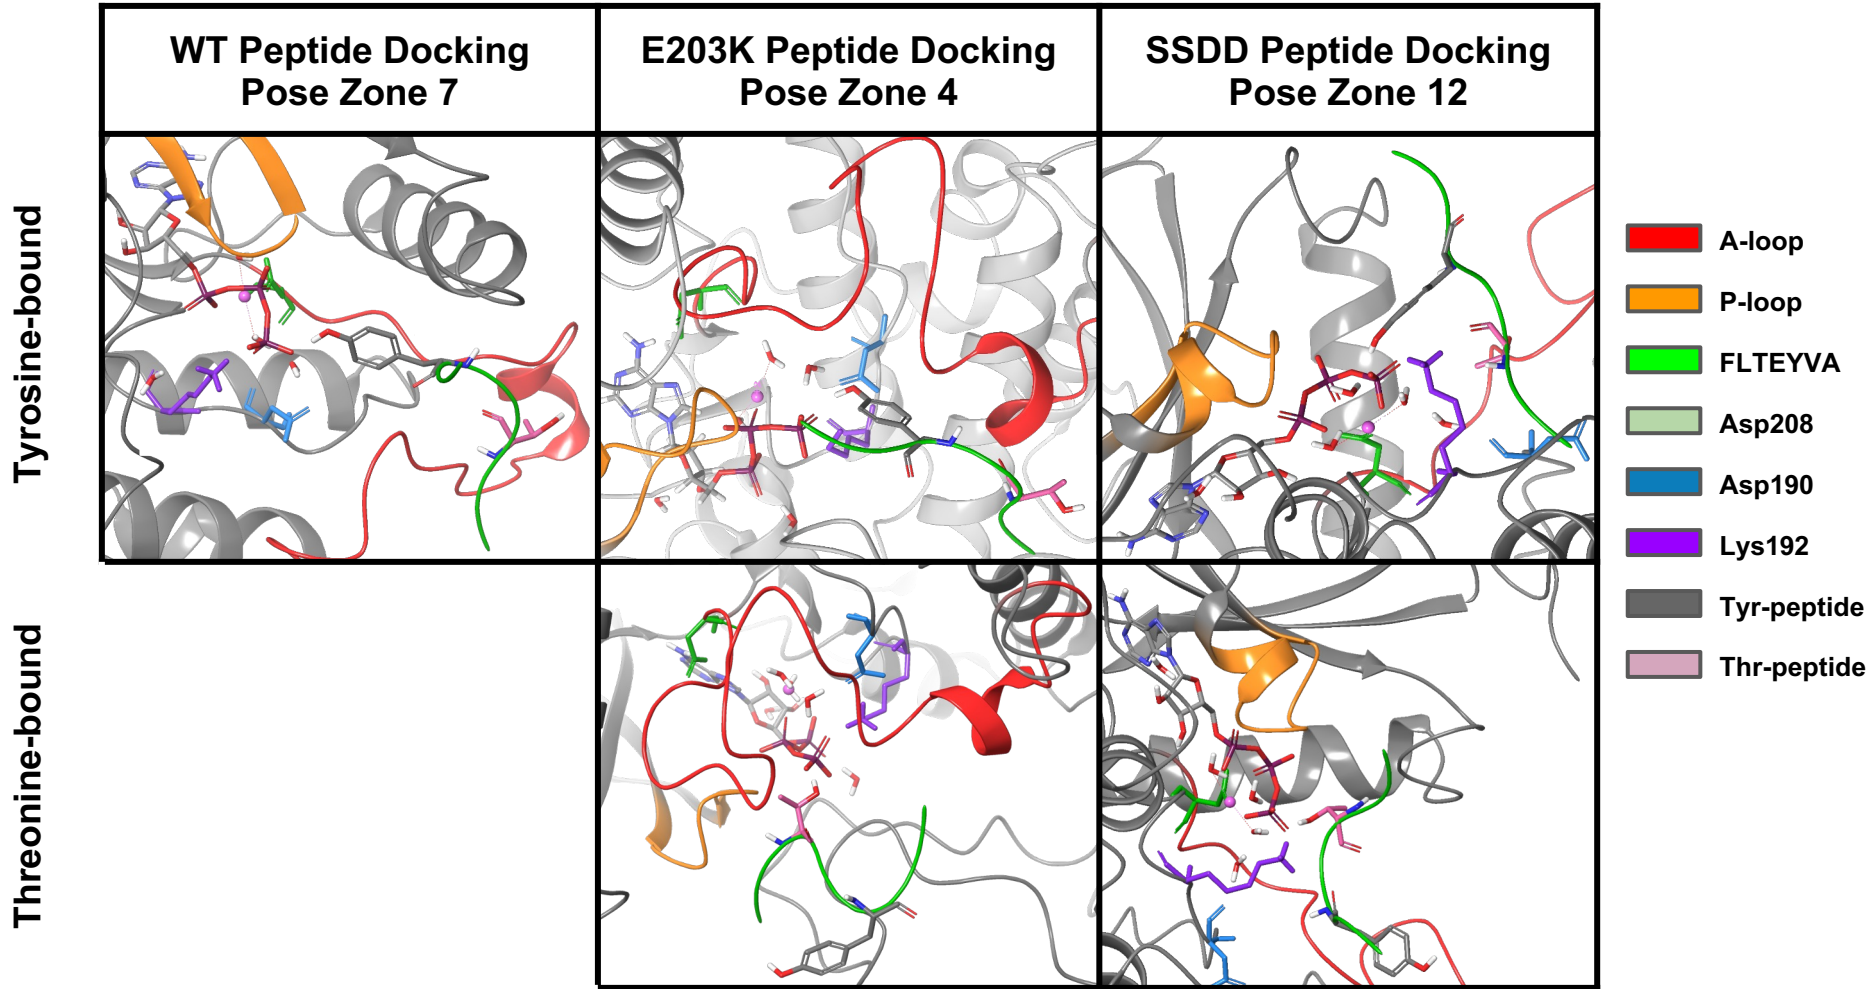 WT Peptide Docking
Pose Zone 7
E203K Peptide Docking
Pose Zone 4
SSDD Peptide Docking
Pose Zone 12
Tyrosine-bound
Threonine-bound
A-loop
P-loop
FLTEYVA
Asp208
Asp190
Lys192
Tyr-peptide
Thr-peptide